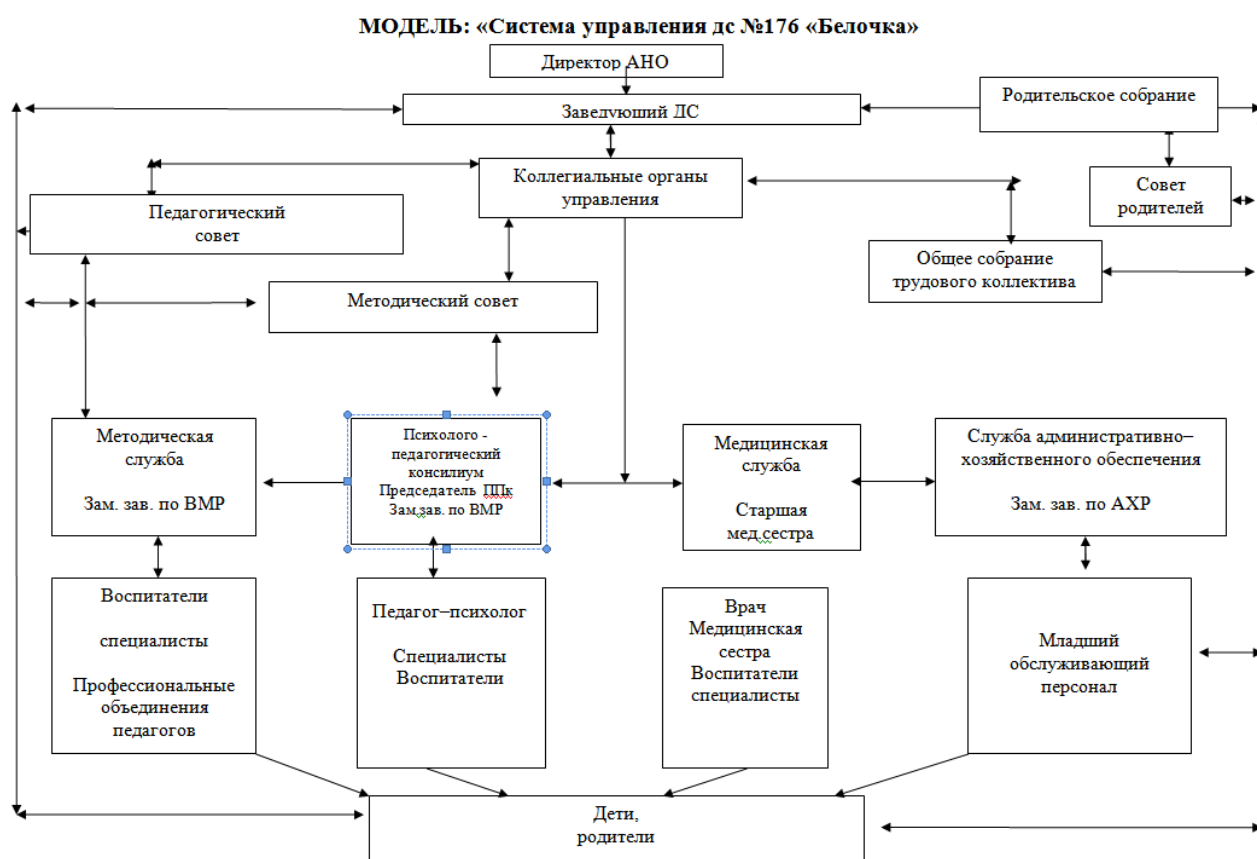 МОДЕЛЬ: «Система управления дс №176 «Белочка»
Директор АНО
Заведующий ДС
Родительское собрание
Коллегиальные органы
управления
Совет
родителей
Педагогический
совет
Общее собрание
трудового коллектива
Методический совет
Методическая
служба
Зам. зав. по ВМР
Психолого -
педагогический
консилиум
Председатель ППк
Зам.зав. по ВМР
Медицинская
служба
Старшая
мед.сестра
Служба административно–
хозяйственного обеспечения
Зам. зав. по АХР
Воспитатели
специалисты
Профессиональные
объединения
педагогов
Педагог–психолог
Специалисты
Воспитатели
Врач
Медицинская
сестра
Воспитатели
специалисты
Младший
обслуживающий
персонал
Дети,
родители